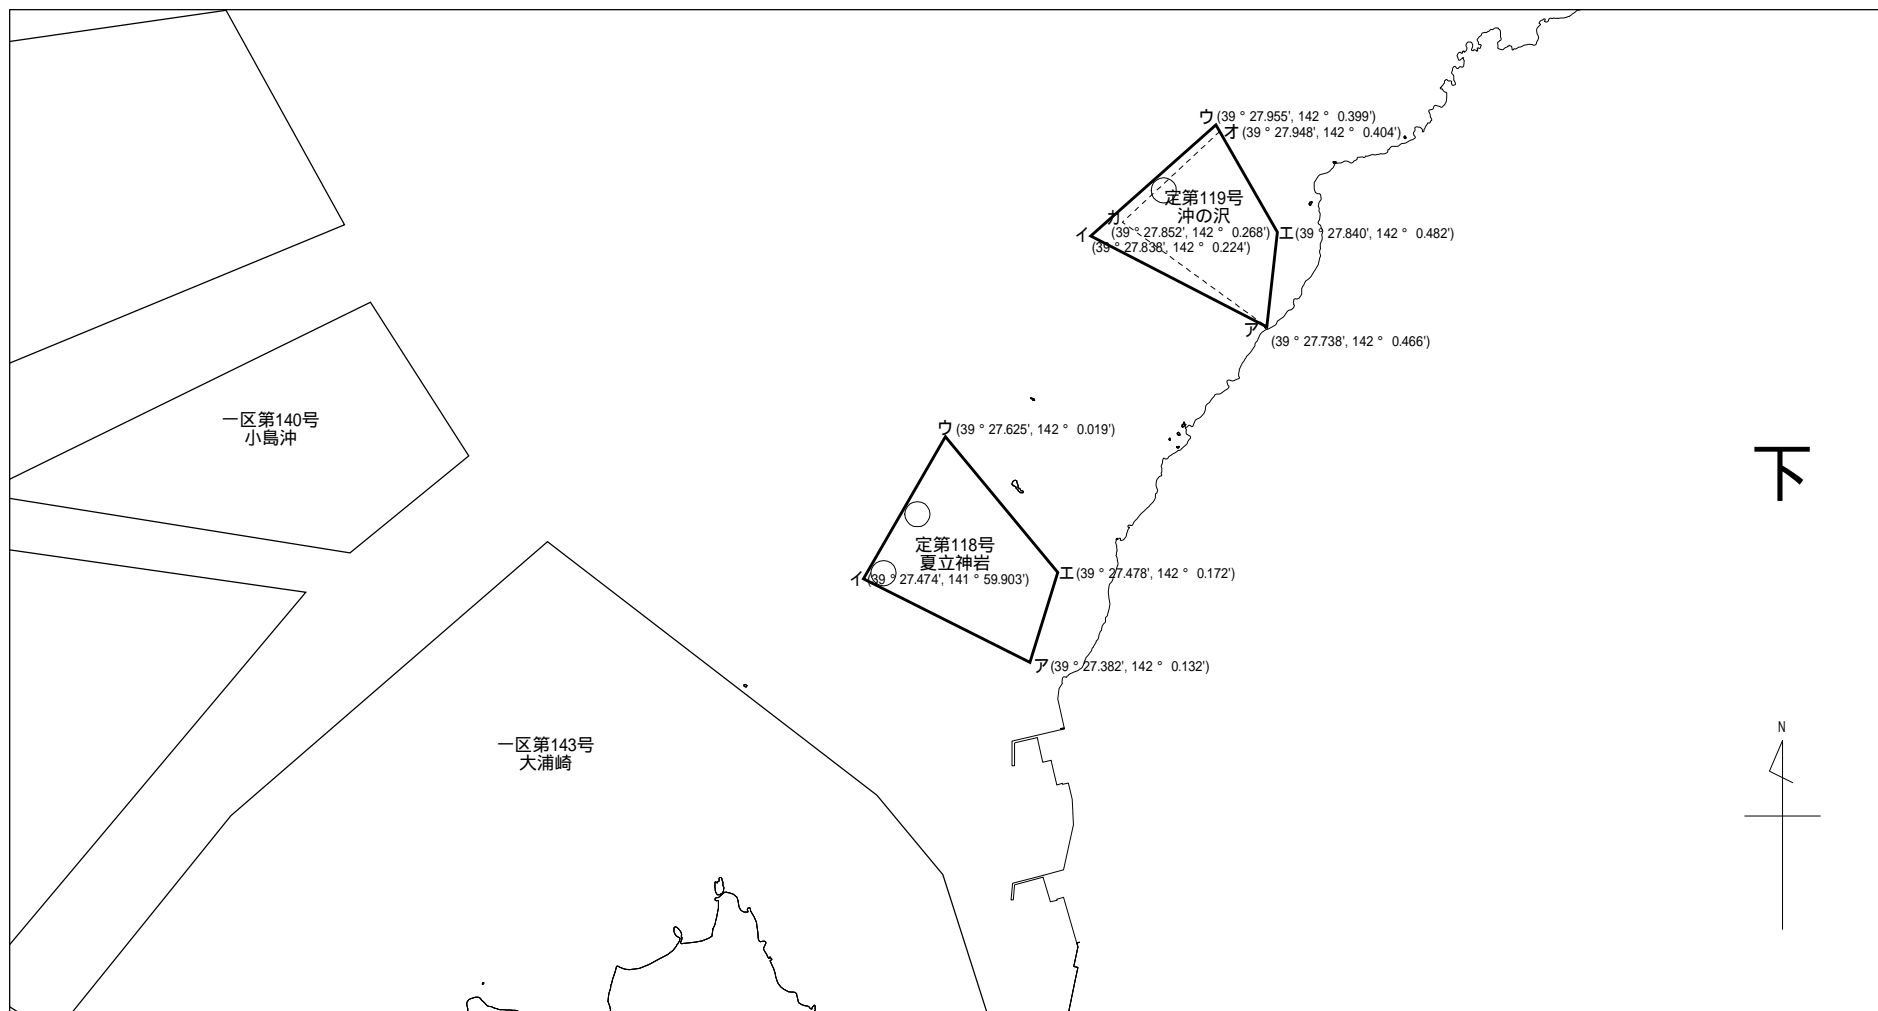 ウ(39 ° 27.955', 142 ° 0.399')
オ(39 ° 27.948', 142 ° 0.404')
定第119号
沖の沢
カ
(39 ° 27.852', 142 ° 0.268')
エ(39 ° 27.840', 142 ° 0.482')
イ
(39 ° 27.838', 142 ° 0.224')
ア
(39 ° 27.738', 142 ° 0.466')
一区第140号
小島沖
ウ(39 ° 27.625', 142 ° 0.019')
下
定第118号
夏立神岩
イ(39 ° 27.474', 141 ° 59.903')
エ(39 ° 27.478', 142 ° 0.172')
ア(39 ° 27.382', 142 ° 0.132')
一区第143号
大浦崎
N